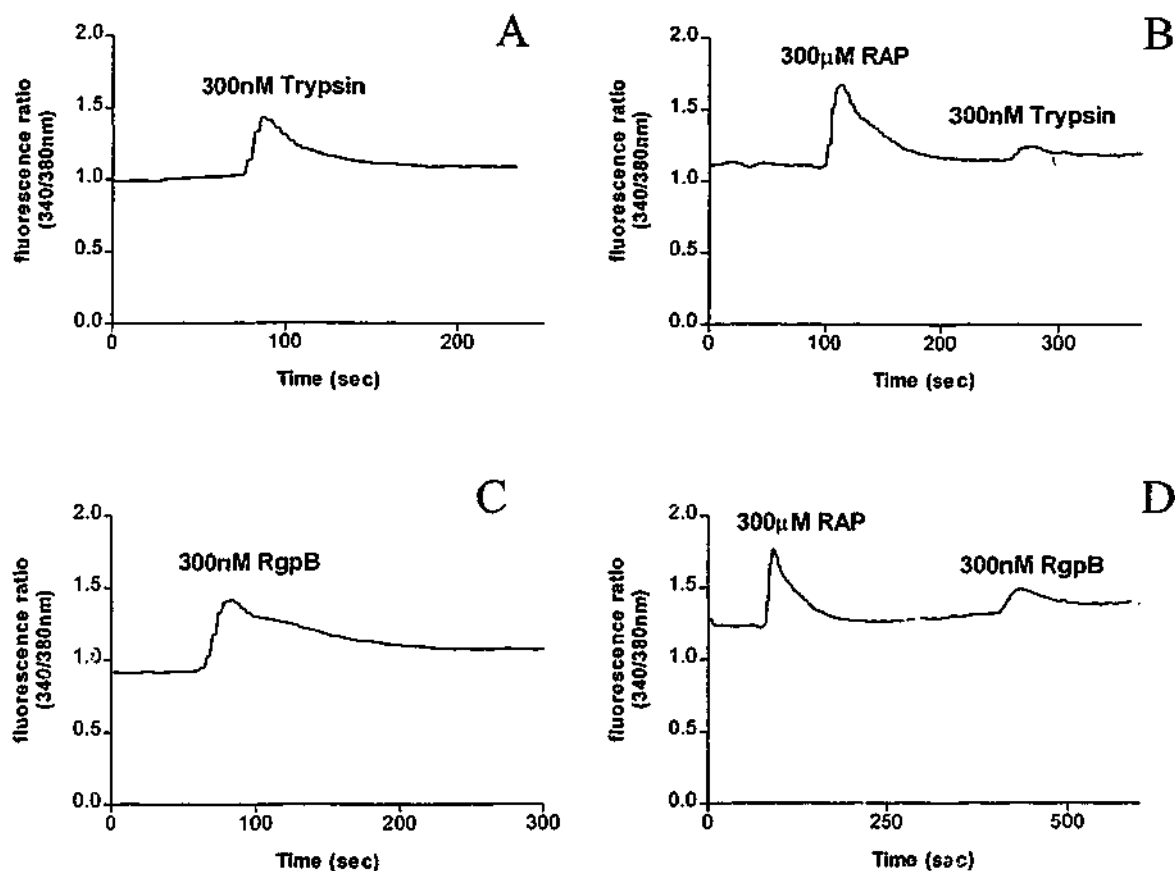 A
2.0
1.5
1.0
0.5
0.0
300nM Trypsin
fluorescence ratio
(340/380nm)
0
100
200
Time (sec)
B
2.0
1.5
1.0
0.5
0.0
300µM RAP
300nM Trypsin
fluorescence ratio
(340/380nm)
0
100
200
300
Time (sec)
C
2.0
1.5
1.0
0.5
0.0
300nM RgpB
fluorescence ratio
(340/380nm)
0
100
200
300
Time (sec)
D
2.0
1.5
1.0
0.5
0.0
300µM RAP
300nM RgpB
fluorescence ratio
(340/380nm)
0
250
500
Time (sec)